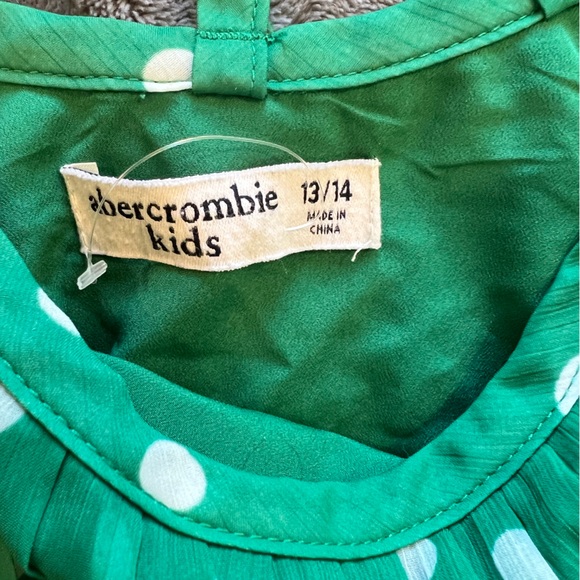 abercrombie
kids
13/14
MADE IN
CHINA